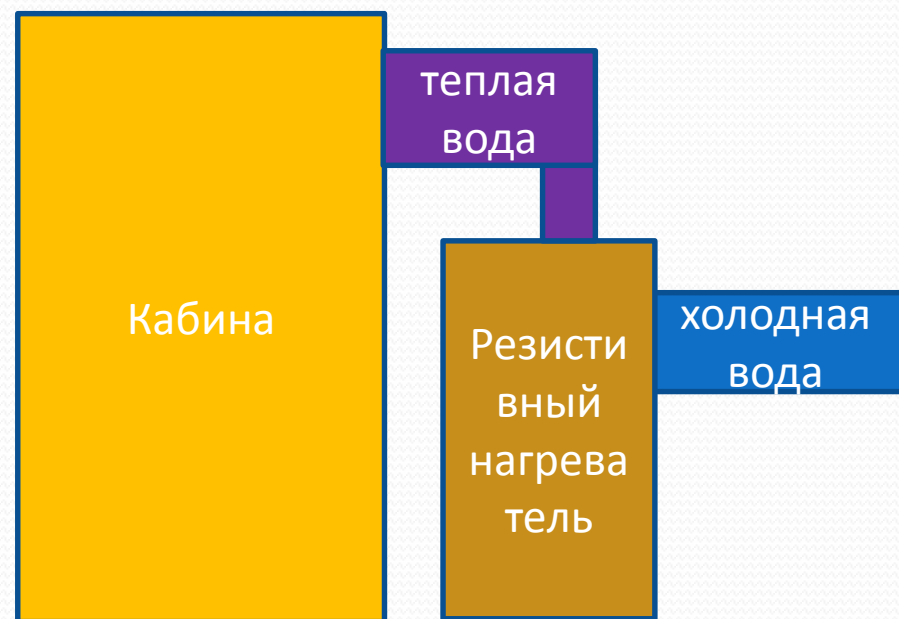 теплая
вода
Кабина
холодная
вода
Резисти
вный
нагрева
тель